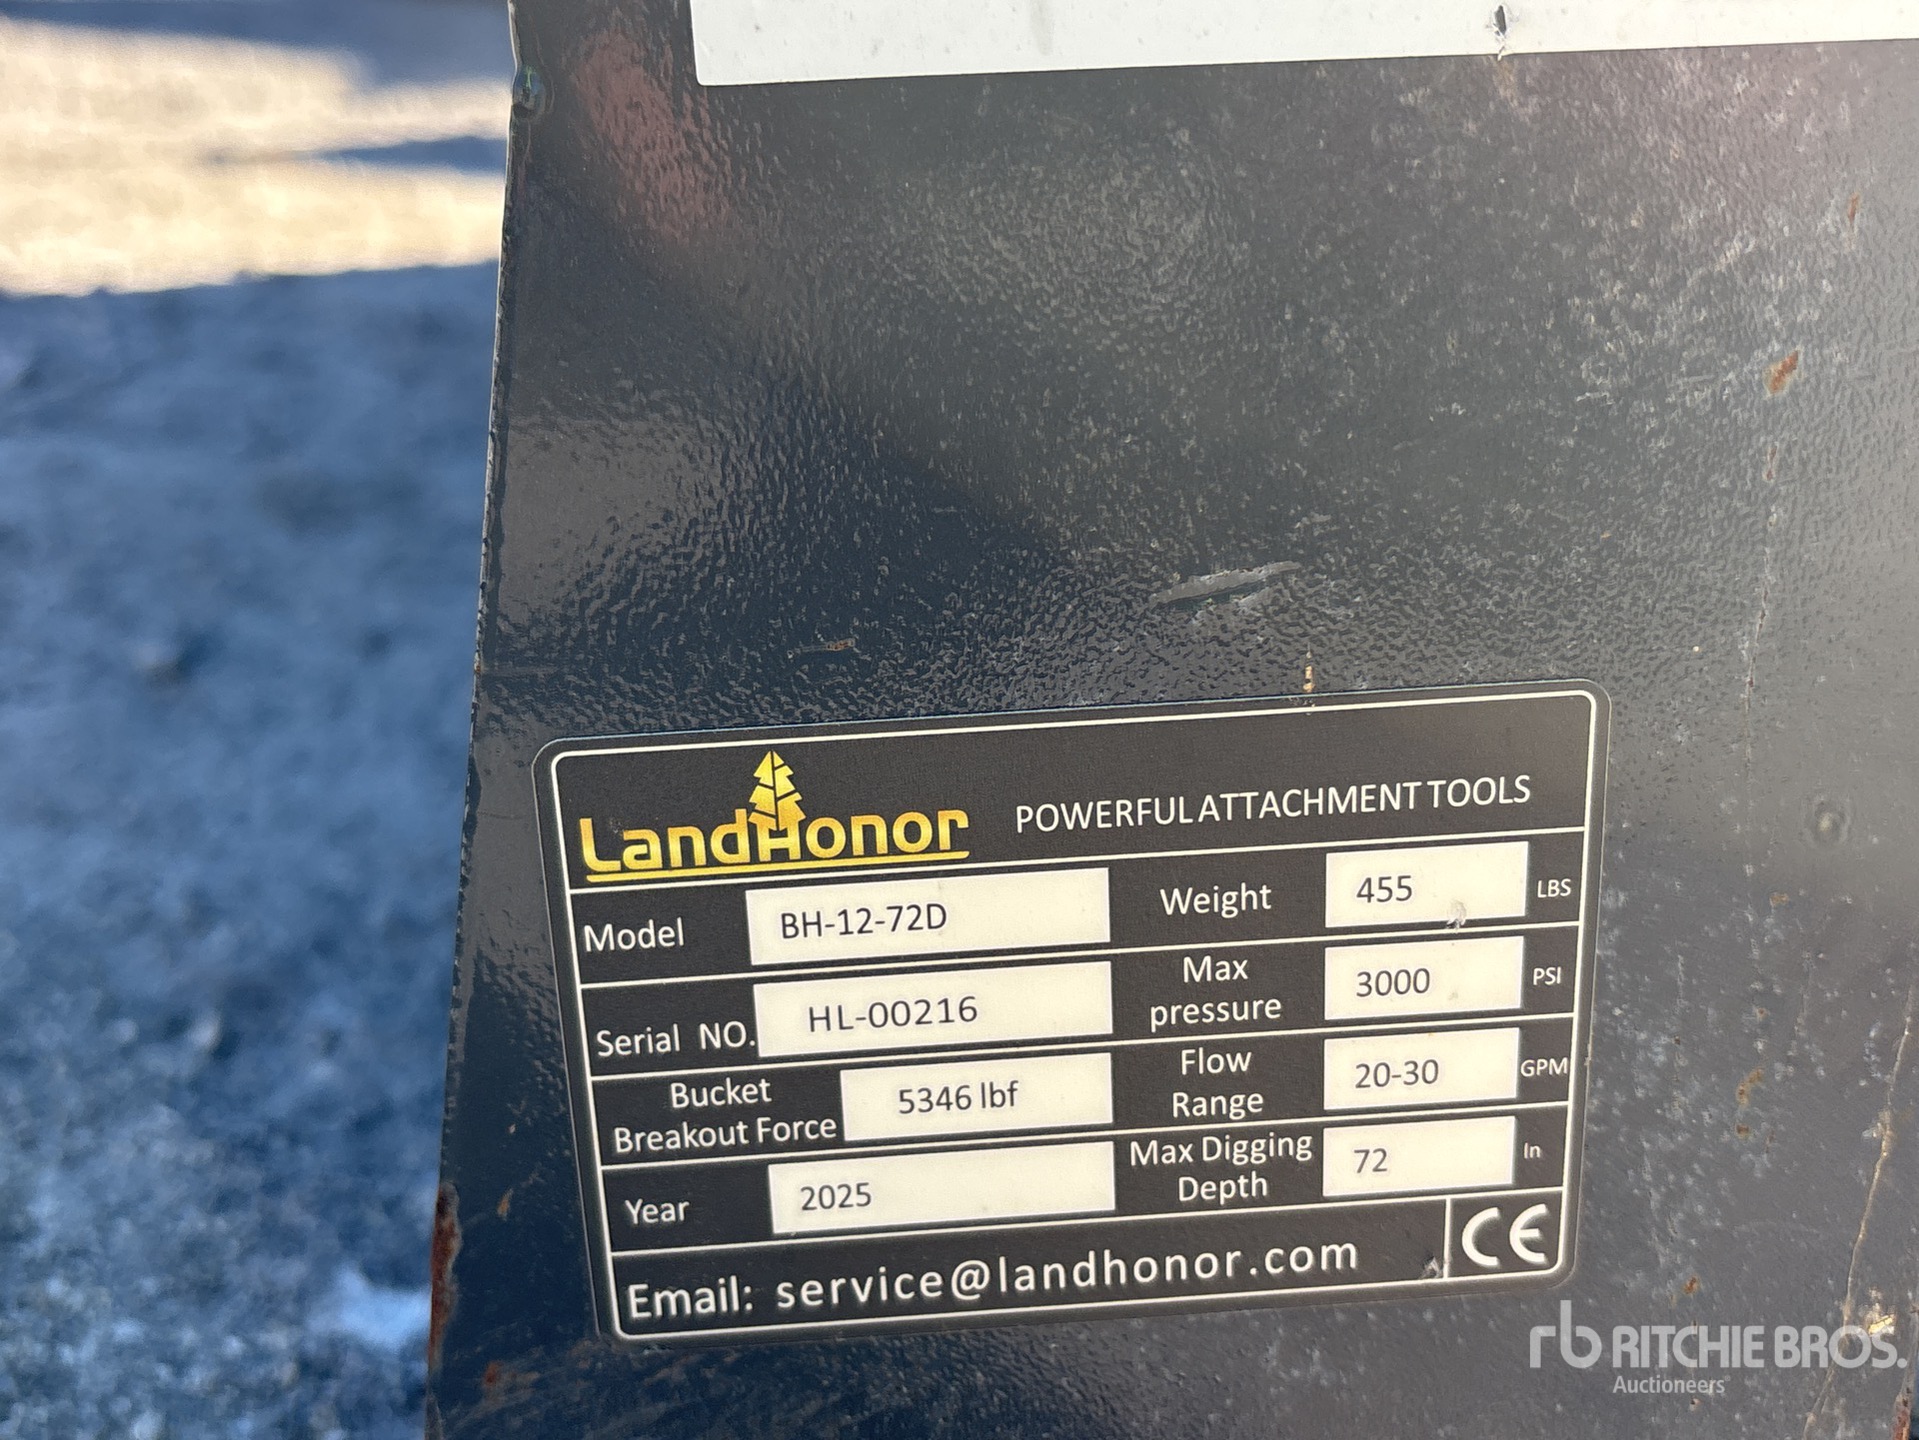 LandHonor POWERFUL ATTACHMENT TOOLS
Model BH-12-72D Weight 455 LBS
Serial NO. HL-00216 Max pressure 3000 PSI
Bucket Breakout Force 5346 lbf Flow Range 20-30 GPM
Year 2025 Max Digging Depth 72 In
Email: service@landhonor.com CE
rb RITCHIE BROS.
Auctioneers